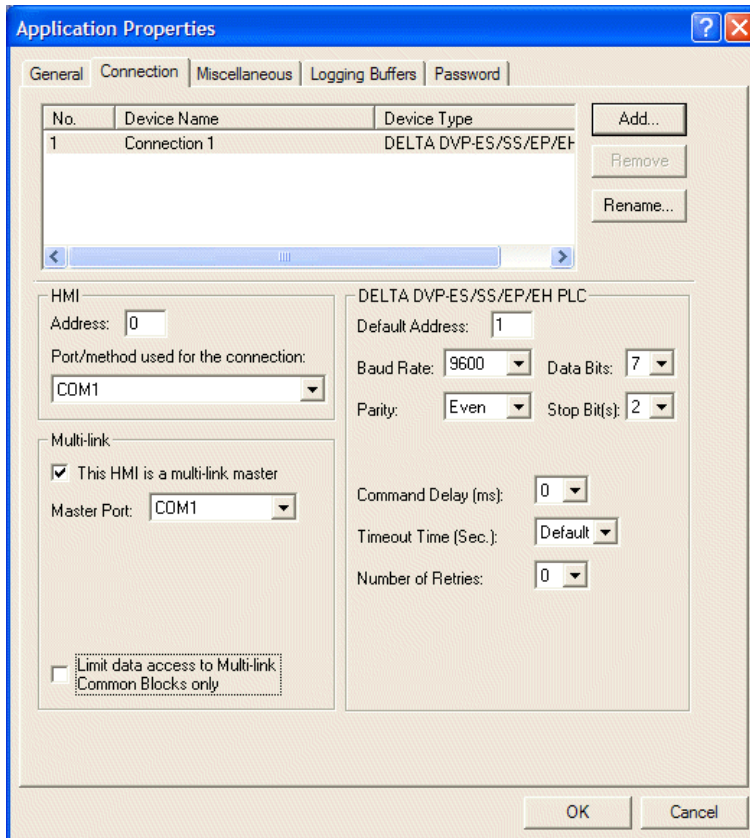 Application Properties
General Connection Miscellaneous Logging Buffers Password
No. Device Name Device Type
1 Connection 1 DELTA DVP-ES/SS/EP/EH
Add...
Remove
Rename...
HMI
Address: 0
Port/method used for the connection:
COM1
Multi-link
This HMI is a multi-link master
Master Port: COM1
Limit data access to Multi-link
Common Blocks only
DELTA DVP-ES/SS/EP/EH PLC
Default Address: 1
Baud Rate: 9600 Data Bits: 7
Parity: Even Stop Bit(s): 2
Command Delay (ms): 0
Timeout Time (Sec.): Default
Number of Retries: 0
OK Cancel